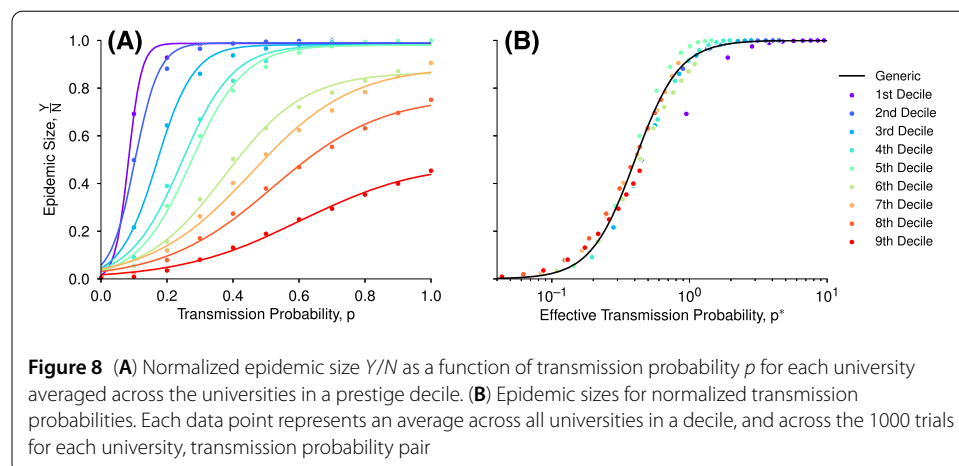 (A)
(B)
1.0
0.8
0.6
0.4
0.2
0.0
Epidemic Size, Y/N
0.0 0.2 0.4 0.6 0.8 1.0
Transmission Probability, p
10⁻¹ 10⁰ 10¹
Effective Transmission Probability, p*
Generic
1st Decile
2nd Decile
3rd Decile
4th Decile
5th Decile
6th Decile
7th Decile
8th Decile
9th Decile
Figure 8 (A) Normalized epidemic size Y/N as a function of transmission probability p for each university
averaged across the universities in a prestige decile. (B) Epidemic sizes for normalized transmission
probabilities. Each data point represents an average across all universities in a decile, and across the 1000 trials
for each university, transmission probability pair